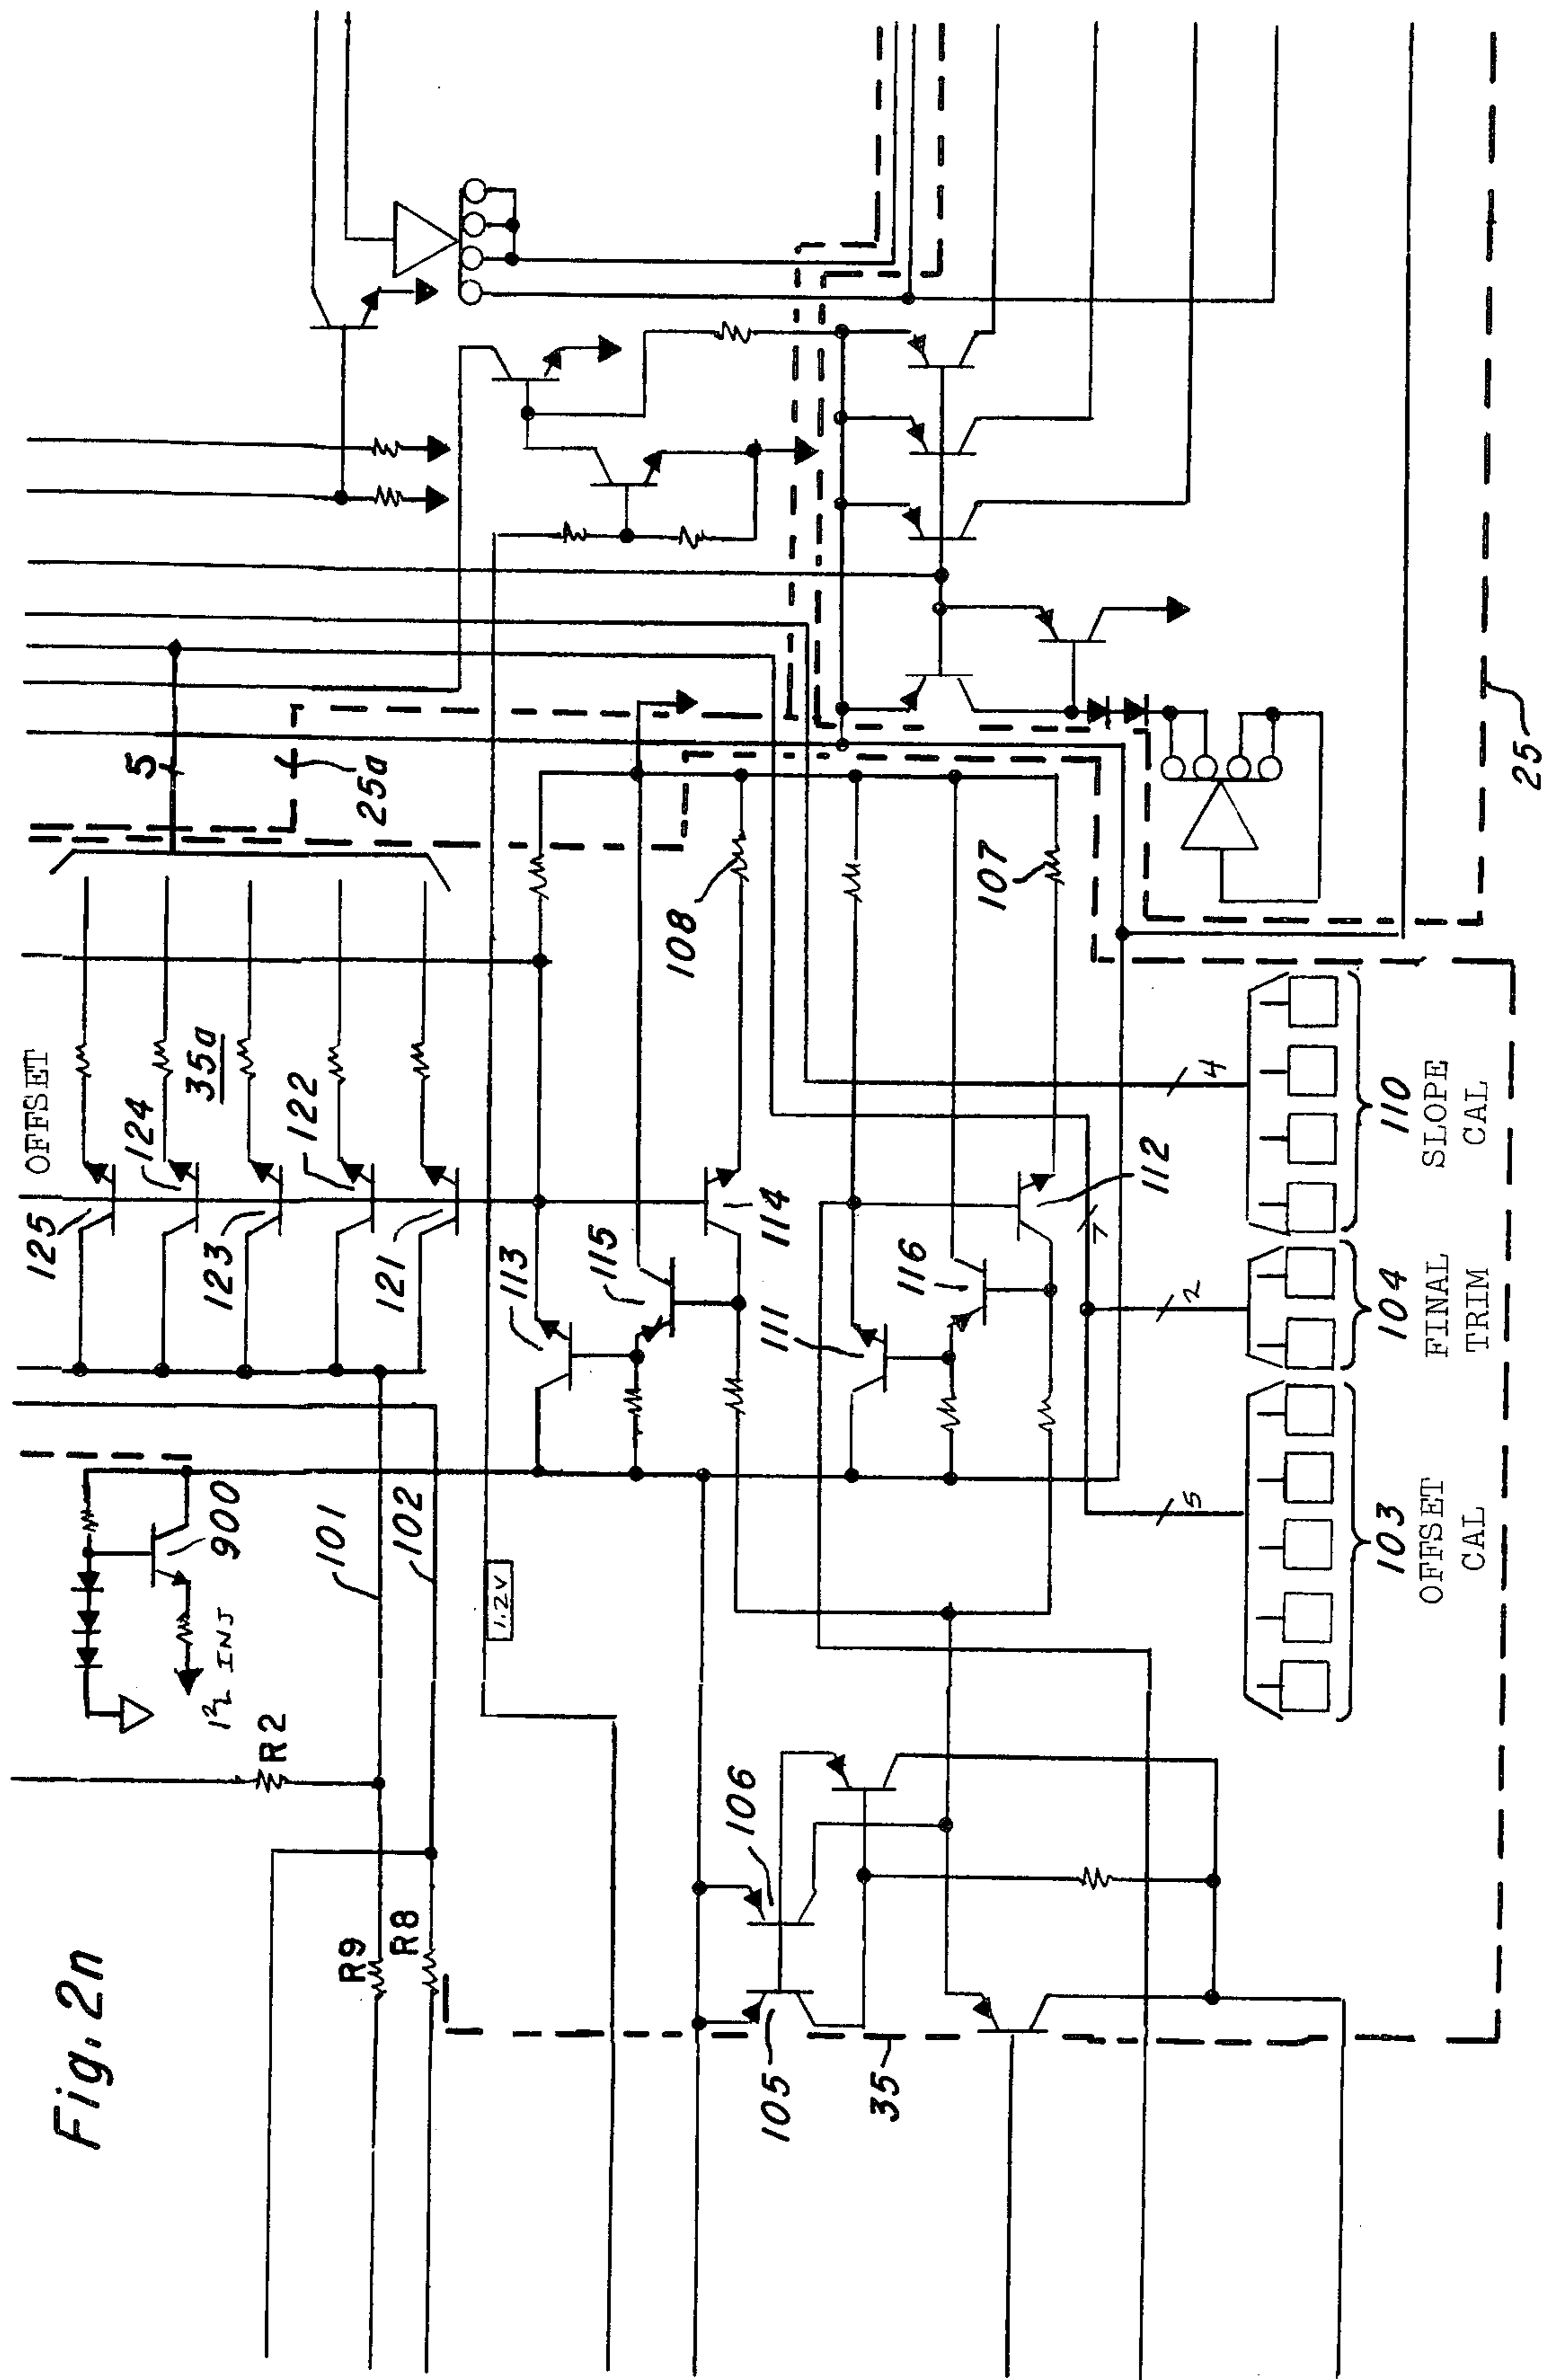 Fig. 2n
OFFSET
125
124
35a
123
122
121
5
25a
900
I²L INJ
R2
101
102
R9
R8
1.2V
113
115
114
108
111
116
112
107
7
106
105
35
4
2
5
110
SLOPE
CAL
104
FINAL
TRIM
103
OFFSET
CAL
25